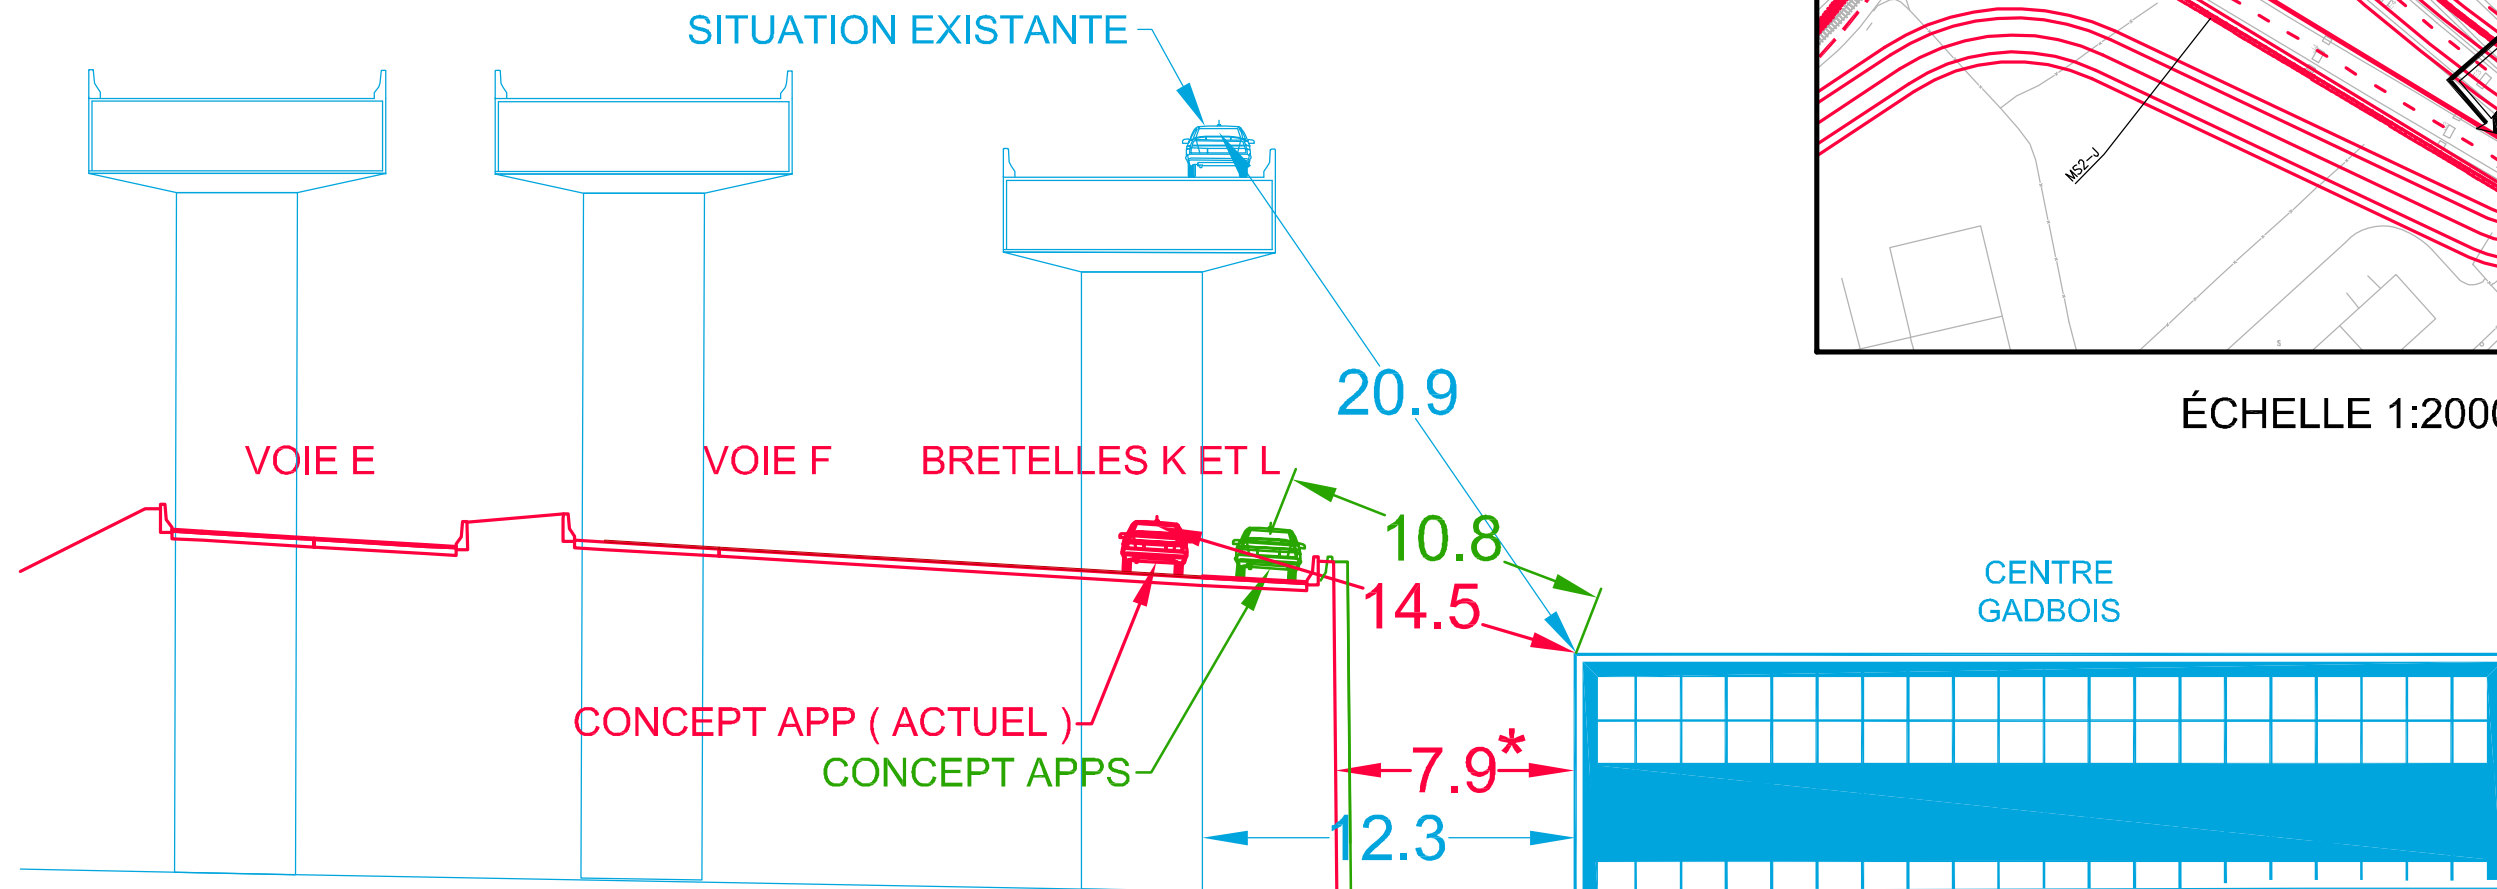 SITUATION EXISTANTE
MS2-J
ÉCHELLE 1:2000
20.9
VOIE E
VOIE F
BRETELLES K ET L
10.8
14.5
CENTRE
GADBOIS
CONCEPT APP ( ACTUEL )
CONCEPT APPS
7.9*
12.3